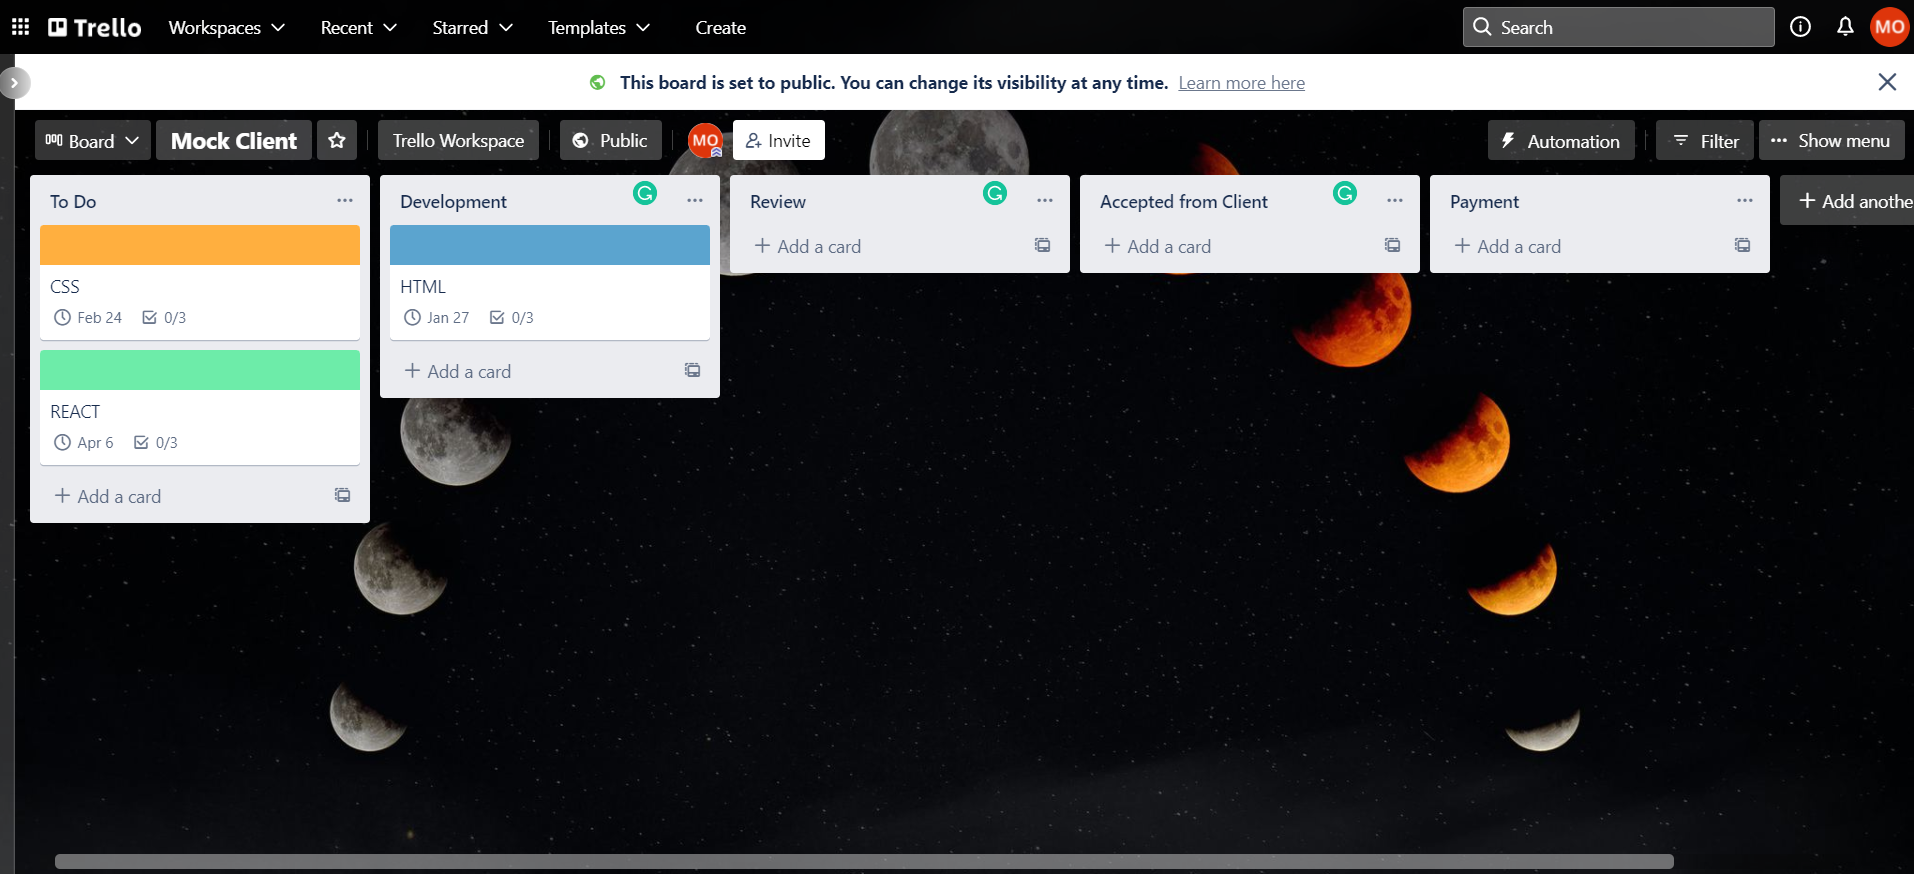 Trello Workspaces Recent Starred Templates Create Search MO
This board is set to public. You can change its visibility at any time. Learn more here
Board Mock Client Trello Workspace Public MO Invite Automation Filter Show menu
To Do
CSS
Feb 24 0/3
REACT
Apr 6 0/3
+ Add a card
Development
HTML
Jan 27 0/3
+ Add a card
Review
+ Add a card
Accepted from Client
+ Add a card
Payment
+ Add a card
+ Add anothe